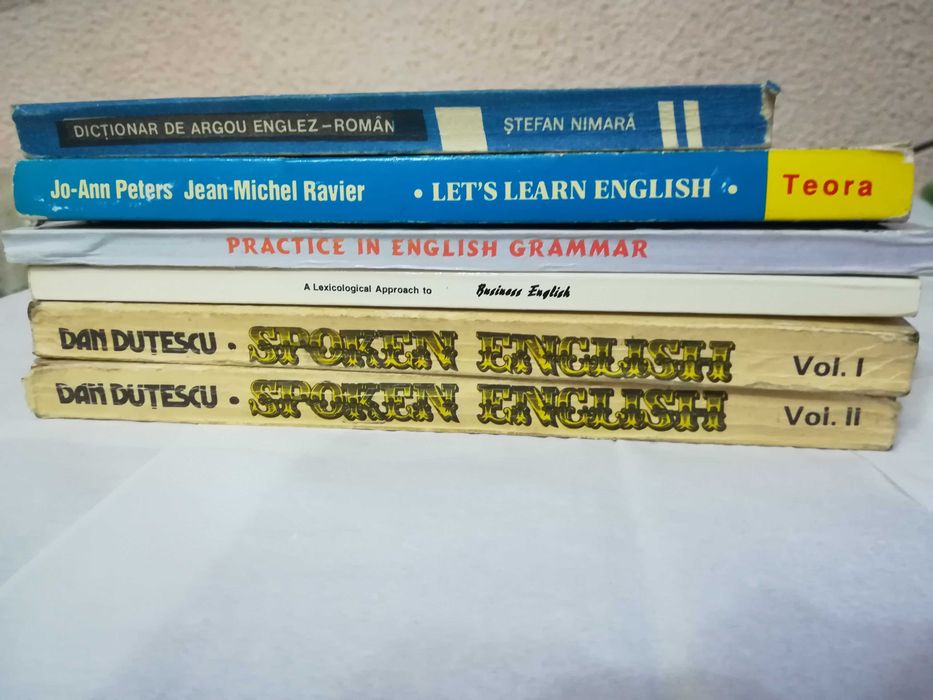 DICȚIONAR DE ARGOU ENGLEZ-ROMÂN ȘTEFAN NIMARĂ
Jo-Ann Peters Jean-Michel Ravier • LET'S LEARN ENGLISH • Teora
PRACTICE IN ENGLISH GRAMMAR
A Lexicological Approach to Business English
DAN DUȚESCU • SPOKEN ENGLISH Vol. I
DAN DUȚESCU • SPOKEN ENGLISH Vol. II